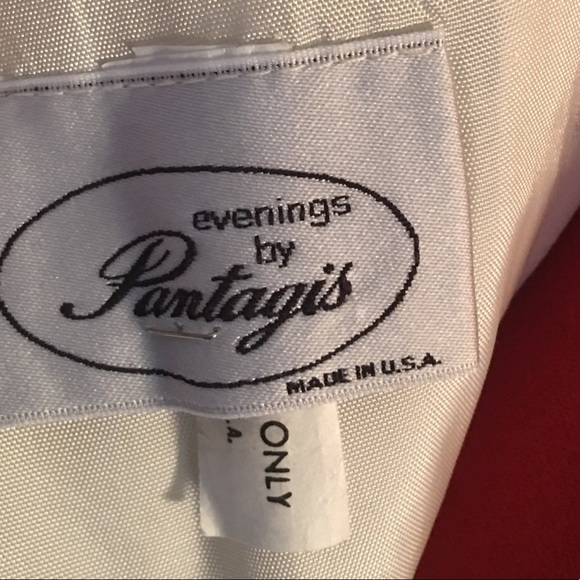 evenings
by
Pantagis
MADE IN U.S.A.
ONLY
.A.